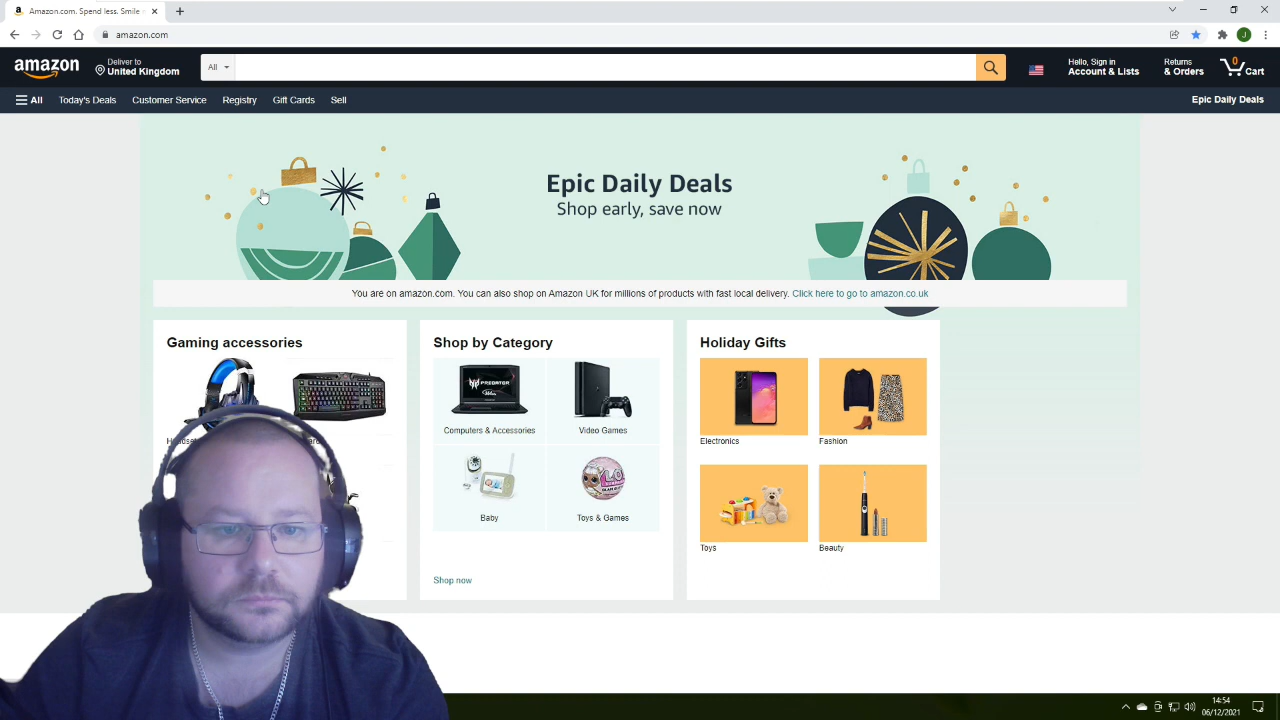 Amazon.com. Spend less. Smile
amazon.com
amazon
Deliver to
United Kingdom
All
Hello, Sign in
Account & Lists
Returns
& Orders
0
Cart
All
Today's Deals
Customer Service
Registry
Gift Cards
Sell
Epic Daily Deals
J
Epic Daily Deals
Shop early, save now
You are on amazon.com. You can also shop on Amazon UK for millions of products with fast local delivery. Click here to go to amazon.co.uk
Gaming accessories
Shop by Category
PREDATOR
Computers & Accessories
Video Games
Baby
Toys & Games
Shop now
Holiday Gifts
Electronics
Fashion
Toys
Beauty
14:54
06/12/2021